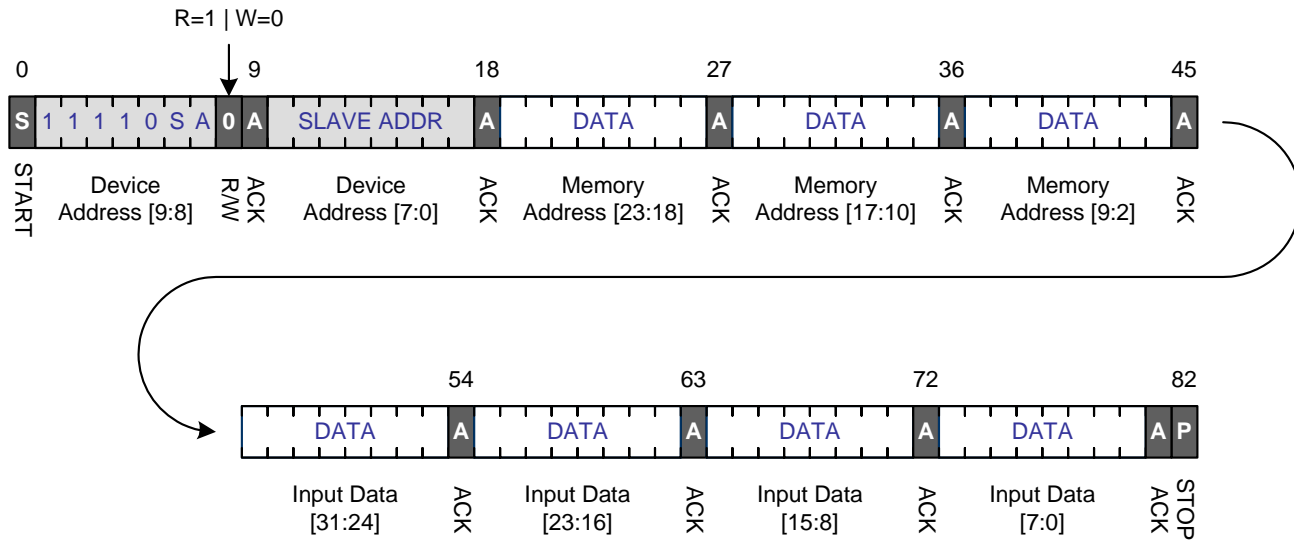 R=1 | W=0
0 9 18 27 36 45
S 1 1 1 1 0 S A 0 A SLAVE ADDR A DATA A DATA A DATA A
START Device Address [9:8] R/W ACK Device Address [7:0] ACK Memory Address [23:18] ACK Memory Address [17:10] ACK Memory Address [9:2] ACK
54 63 72 82
DATA A DATA A DATA A DATA A P
Input Data [31:24] ACK Input Data [23:16] ACK Input Data [15:8] ACK Input Data [7:0] ACK STOP